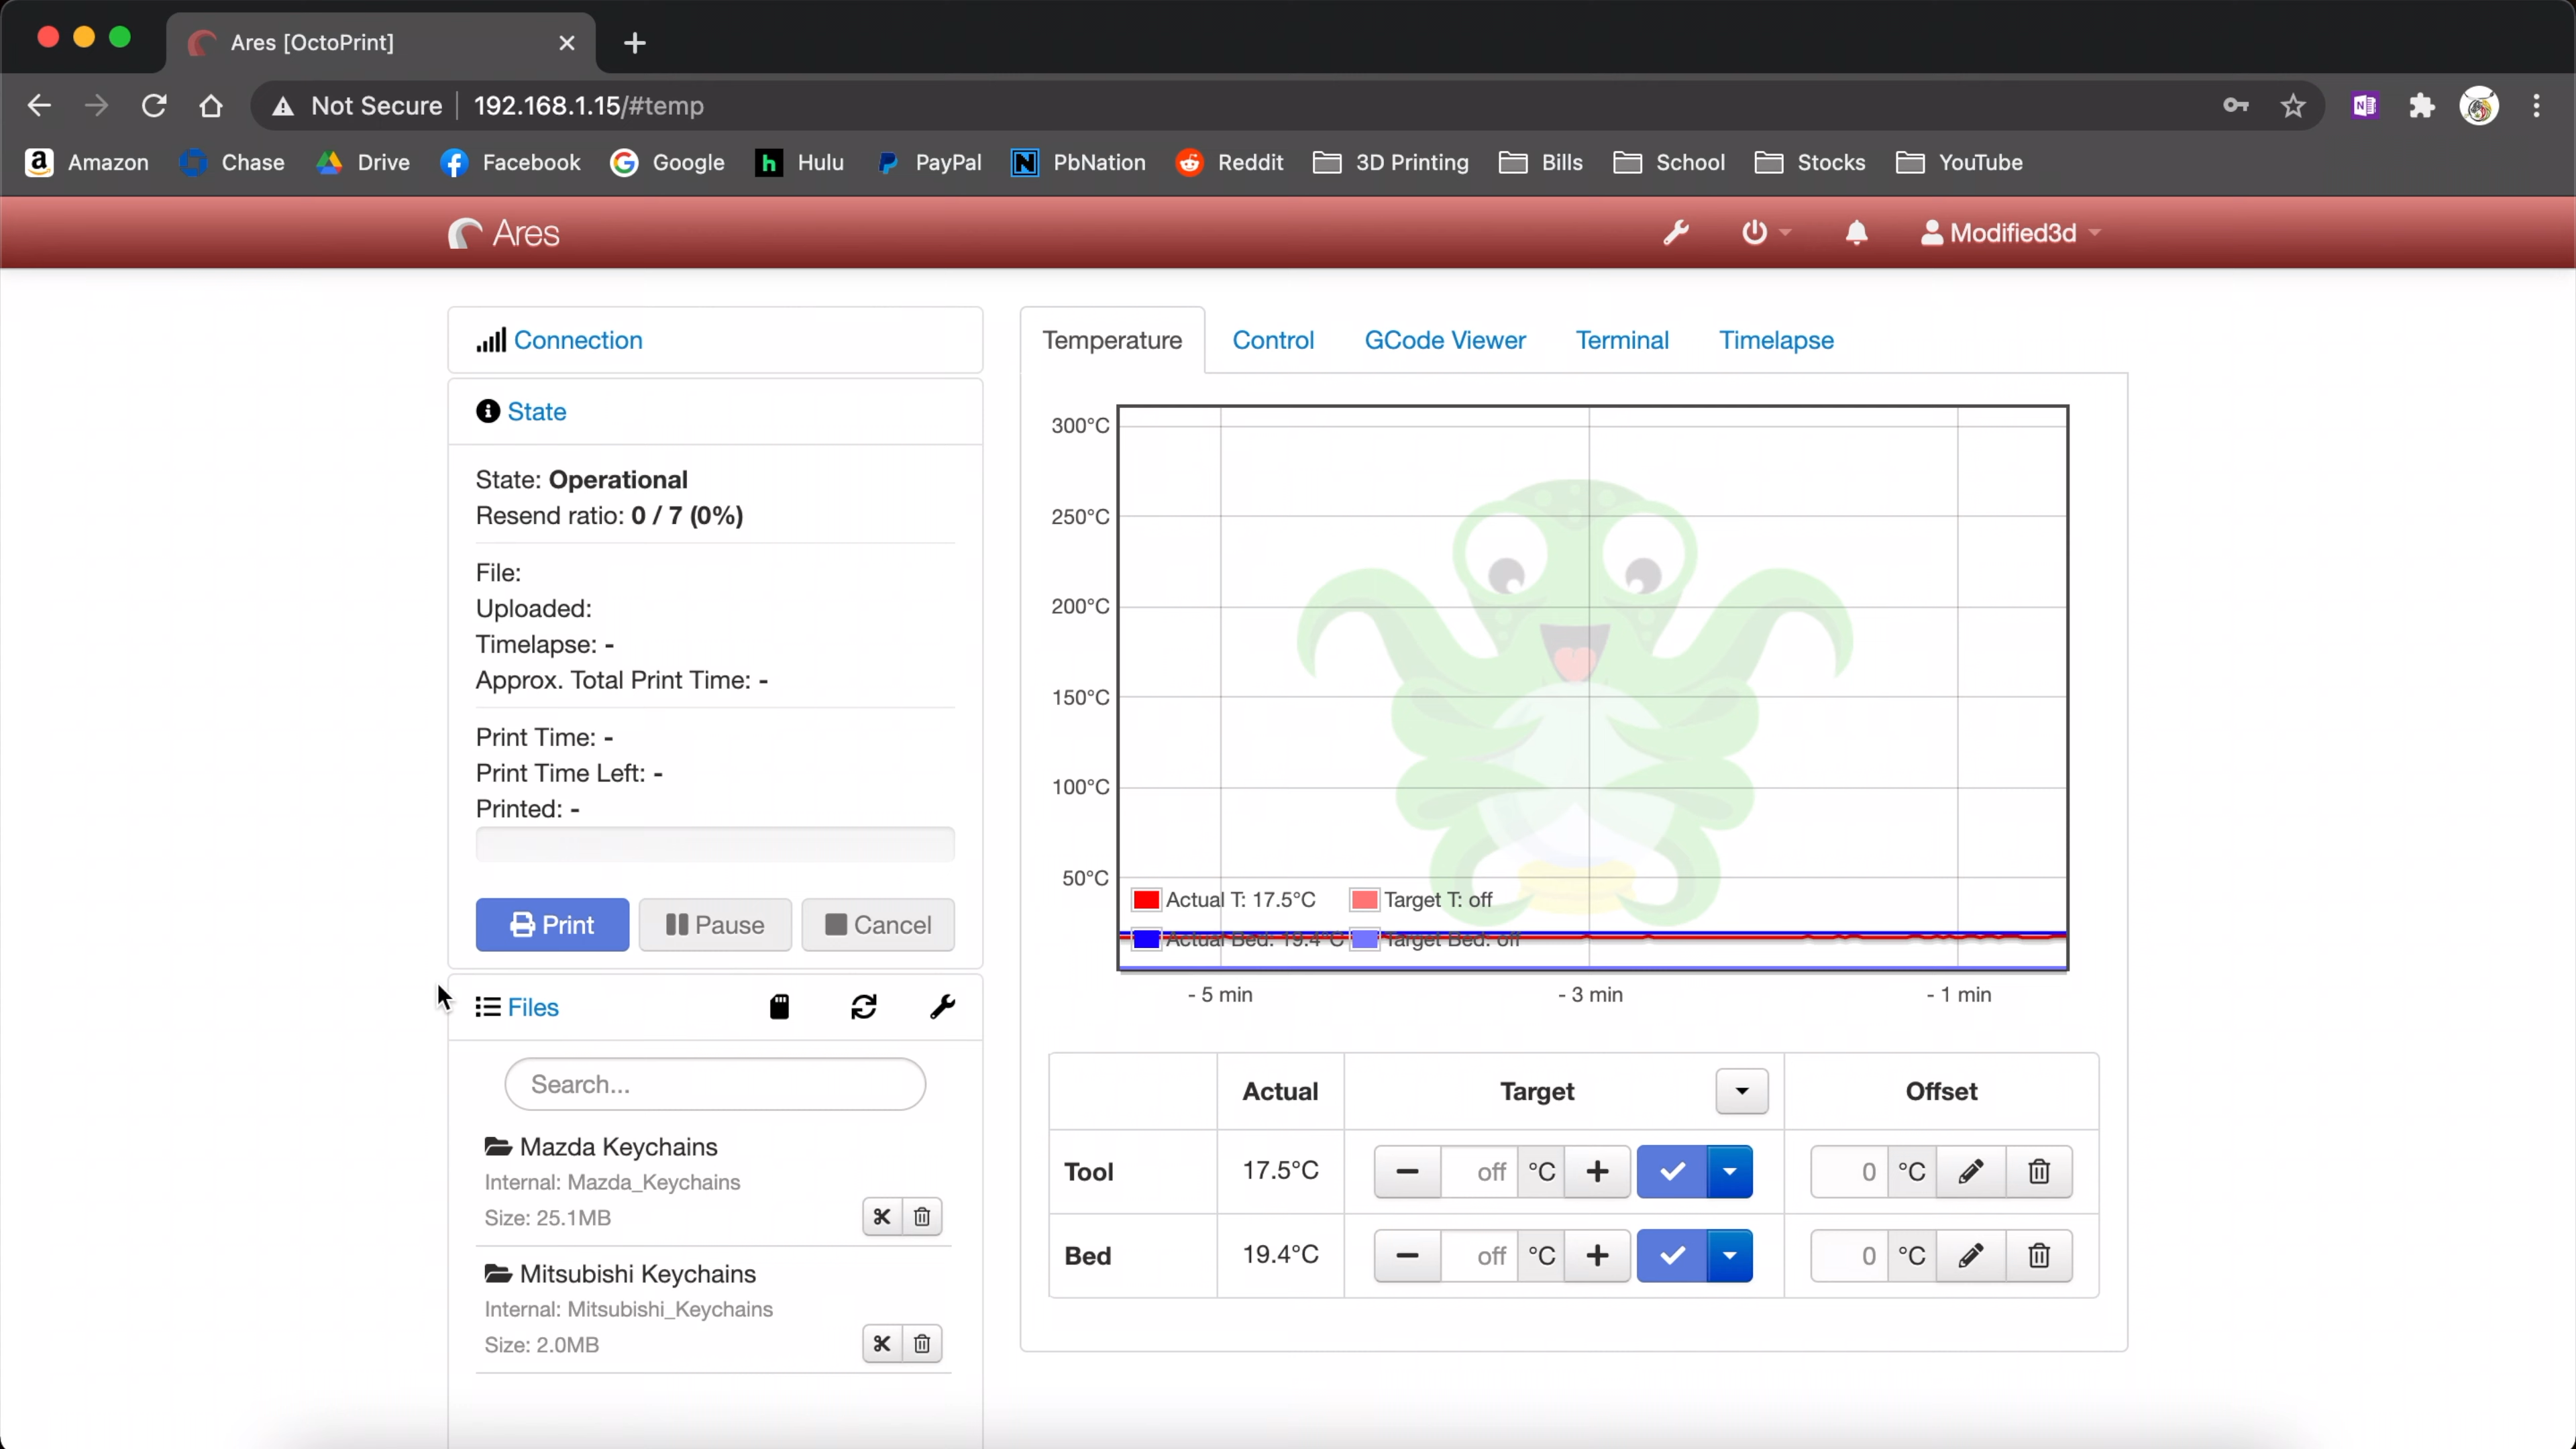 Ares [OctoPrint]
Not Secure 192.168.1.15/#temp
Amazon Chase Drive Facebook Google Hulu PayPal PbNation Reddit 3D Printing Bills School Stocks YouTube
Ares Modified3d
Connection
State
State: Operational
Resend ratio: 0 / 7 (0%)
File:
Uploaded:
Timelapse: -
Approx. Total Print Time: -
Print Time: -
Print Time Left: -
Printed: -
Print Pause Cancel
Files
Search...
Mazda Keychains
Internal: Mazda_Keychains
Size: 25.1MB
Mitsubishi Keychains
Internal: Mitsubishi_Keychains
Size: 2.0MB
Temperature Control GCode Viewer Terminal Timelapse
300°C
250°C
200°C
150°C
100°C
50°C
Actual T: 17.5°C Target T: off
Actual Bed: 19.4°C Target Bed: off
- 5 min - 3 min - 1 min
Actual Target Offset
Tool 17.5°C off °C 0 °C
Bed 19.4°C off °C 0 °C